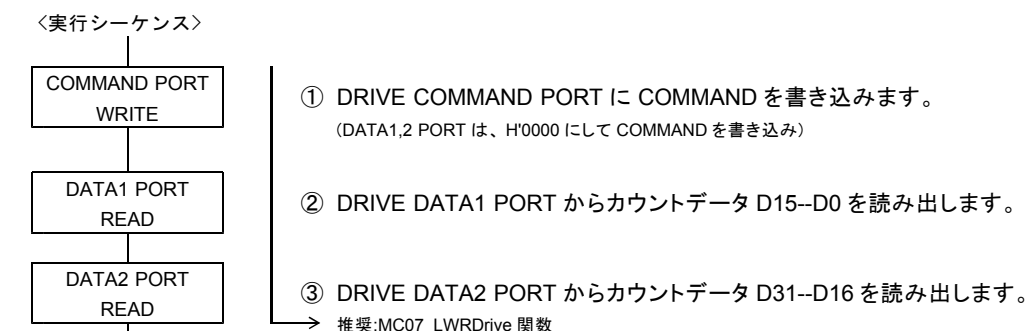 〈実行シーケンス〉
COMMAND PORT
WRITE
① DRIVE COMMAND PORT に COMMAND を書き込みます。
(DATA1,2 PORT は、H'0000 にして COMMAND を書き込み)
DATA1 PORT
READ
② DRIVE DATA1 PORT からカウントデータ D15--D0 を読み出します。
DATA2 PORT
READ
③ DRIVE DATA2 PORT からカウントデータ D31--D16 を読み出します。
推奨:MC07_LWRDrive 関数